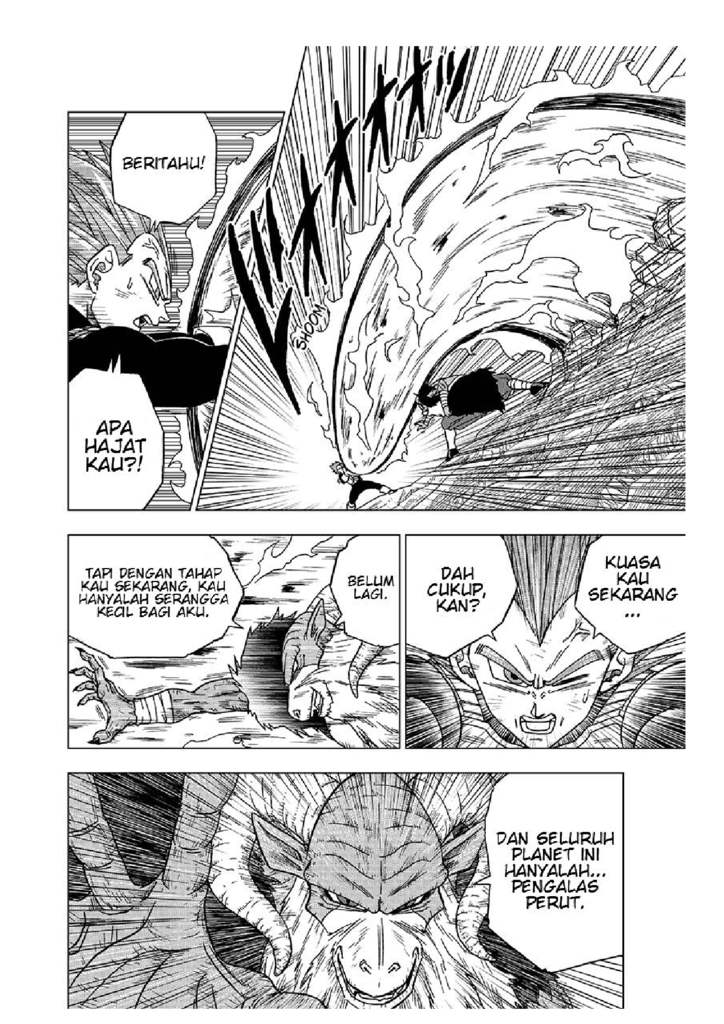 BERITAHU!
APA
HAJAT
KAU?!
SHOOM
KUASA
KAU
SEKARANG
...
DAH
CUKUP,
KAN?
BELUM
LAGI.
TAPI DENGAN TAHAP
KAU SEKARANG, KAU
HANYALAH SERANGGA
KECIL BAGI AKU.
DAN SELURUH
PLANET INI
HANYALAH...
PENGALAS
PERUT.